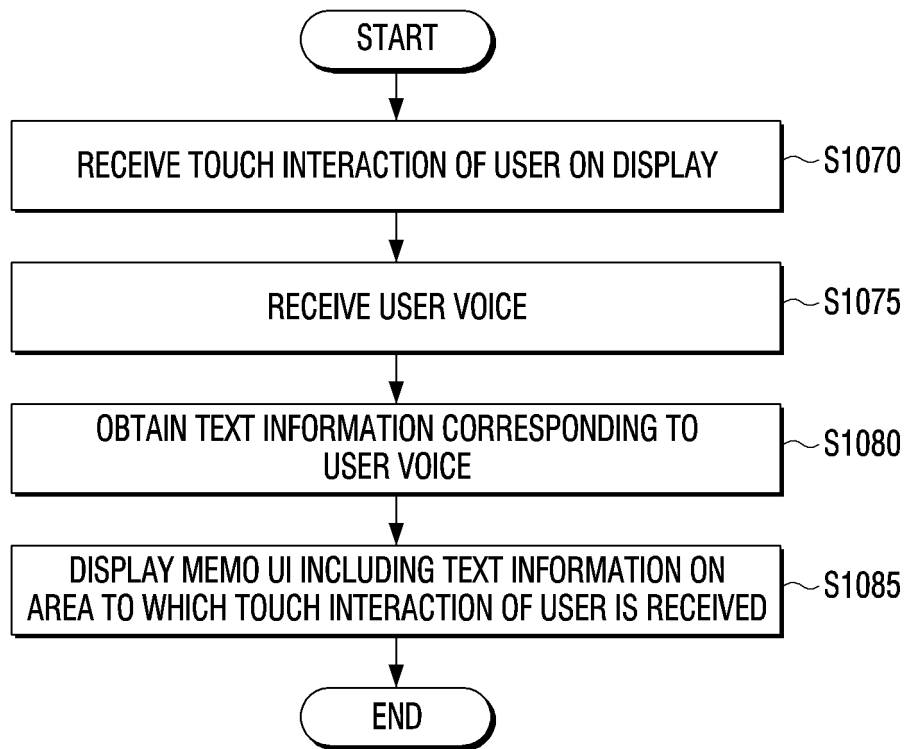 START
RECEIVE TOUCH INTERACTION OF USER ON DISPLAY
S1070
RECEIVE USER VOICE
S1075
OBTAIN TEXT INFORMATION CORRESPONDING TO
USER VOICE
S1080
DISPLAY MEMO UI INCLUDING TEXT INFORMATION ON
AREA TO WHICH TOUCH INTERACTION OF USER IS RECEIVED
S1085
END